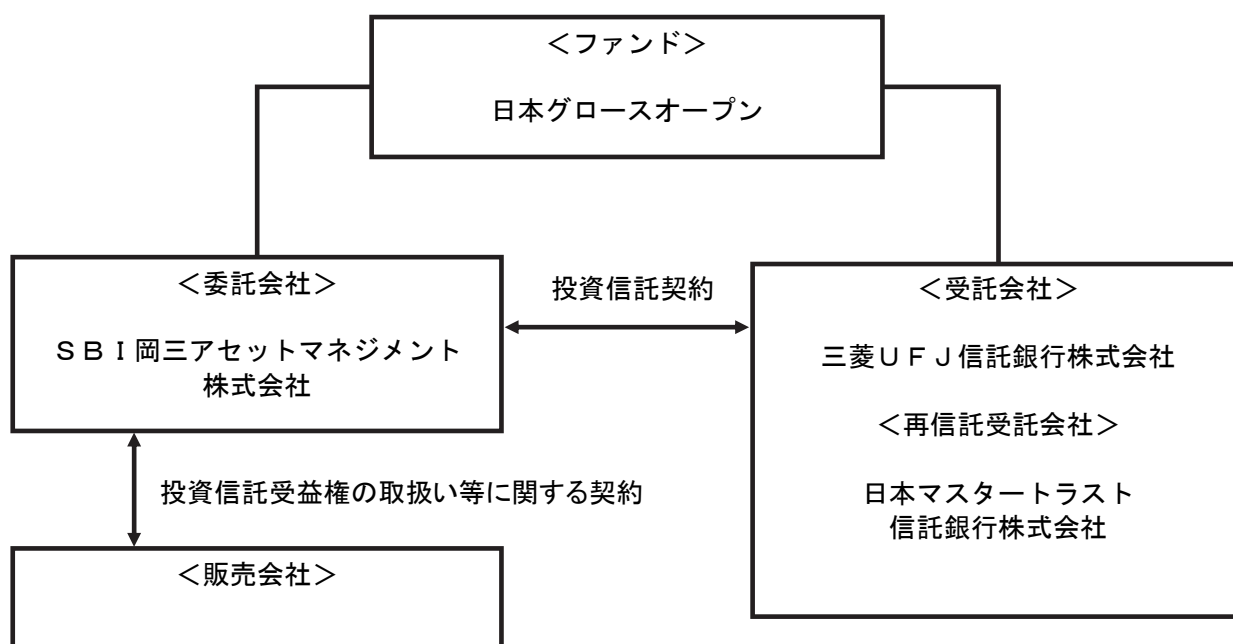 ＜ファンド＞
日本グロースオープン
＜委託会社＞
ＳＢＩ岡三アセットマネジメント
株式会社
投資信託契約
＜受託会社＞
三菱ＵＦＪ信託銀行株式会社
＜再信託受託会社＞
日本マスタートラスト
信託銀行株式会社
投資信託受益権の取扱い等に関する契約
＜販売会社＞